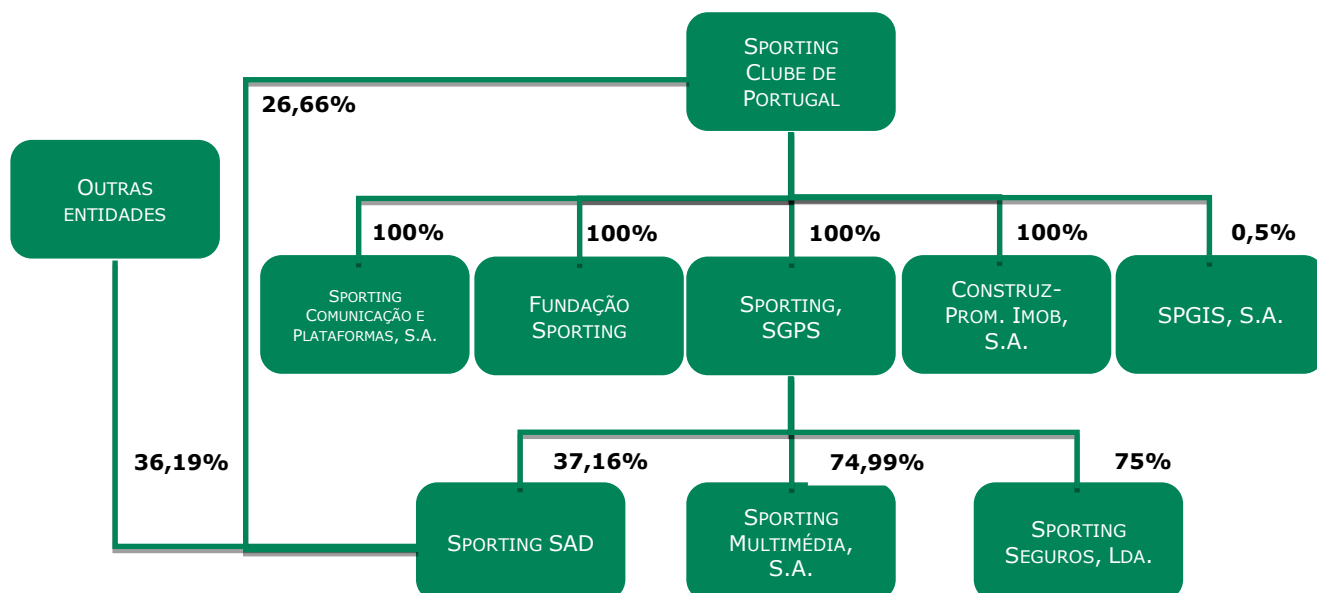 SPORTING
CLUBE DE
PORTUGAL
26,66%
OUTRAS
ENTIDADES
100%
100%
100%
100%
0,5%
SPORTING
COMUNICAÇÃO E
PLATAFORMAS, S.A.
FUNDAÇÃO
SPORTING
SPORTING,
SGPS
CONSTRUZ-
PROM. IMOB,
S.A.
SPGIS, S.A.
36,19%
37,16%
74,99%
75%
SPORTING SAD
SPORTING
MULTIMÉDIA,
S.A.
SPORTING
SEGUROS, LDA.